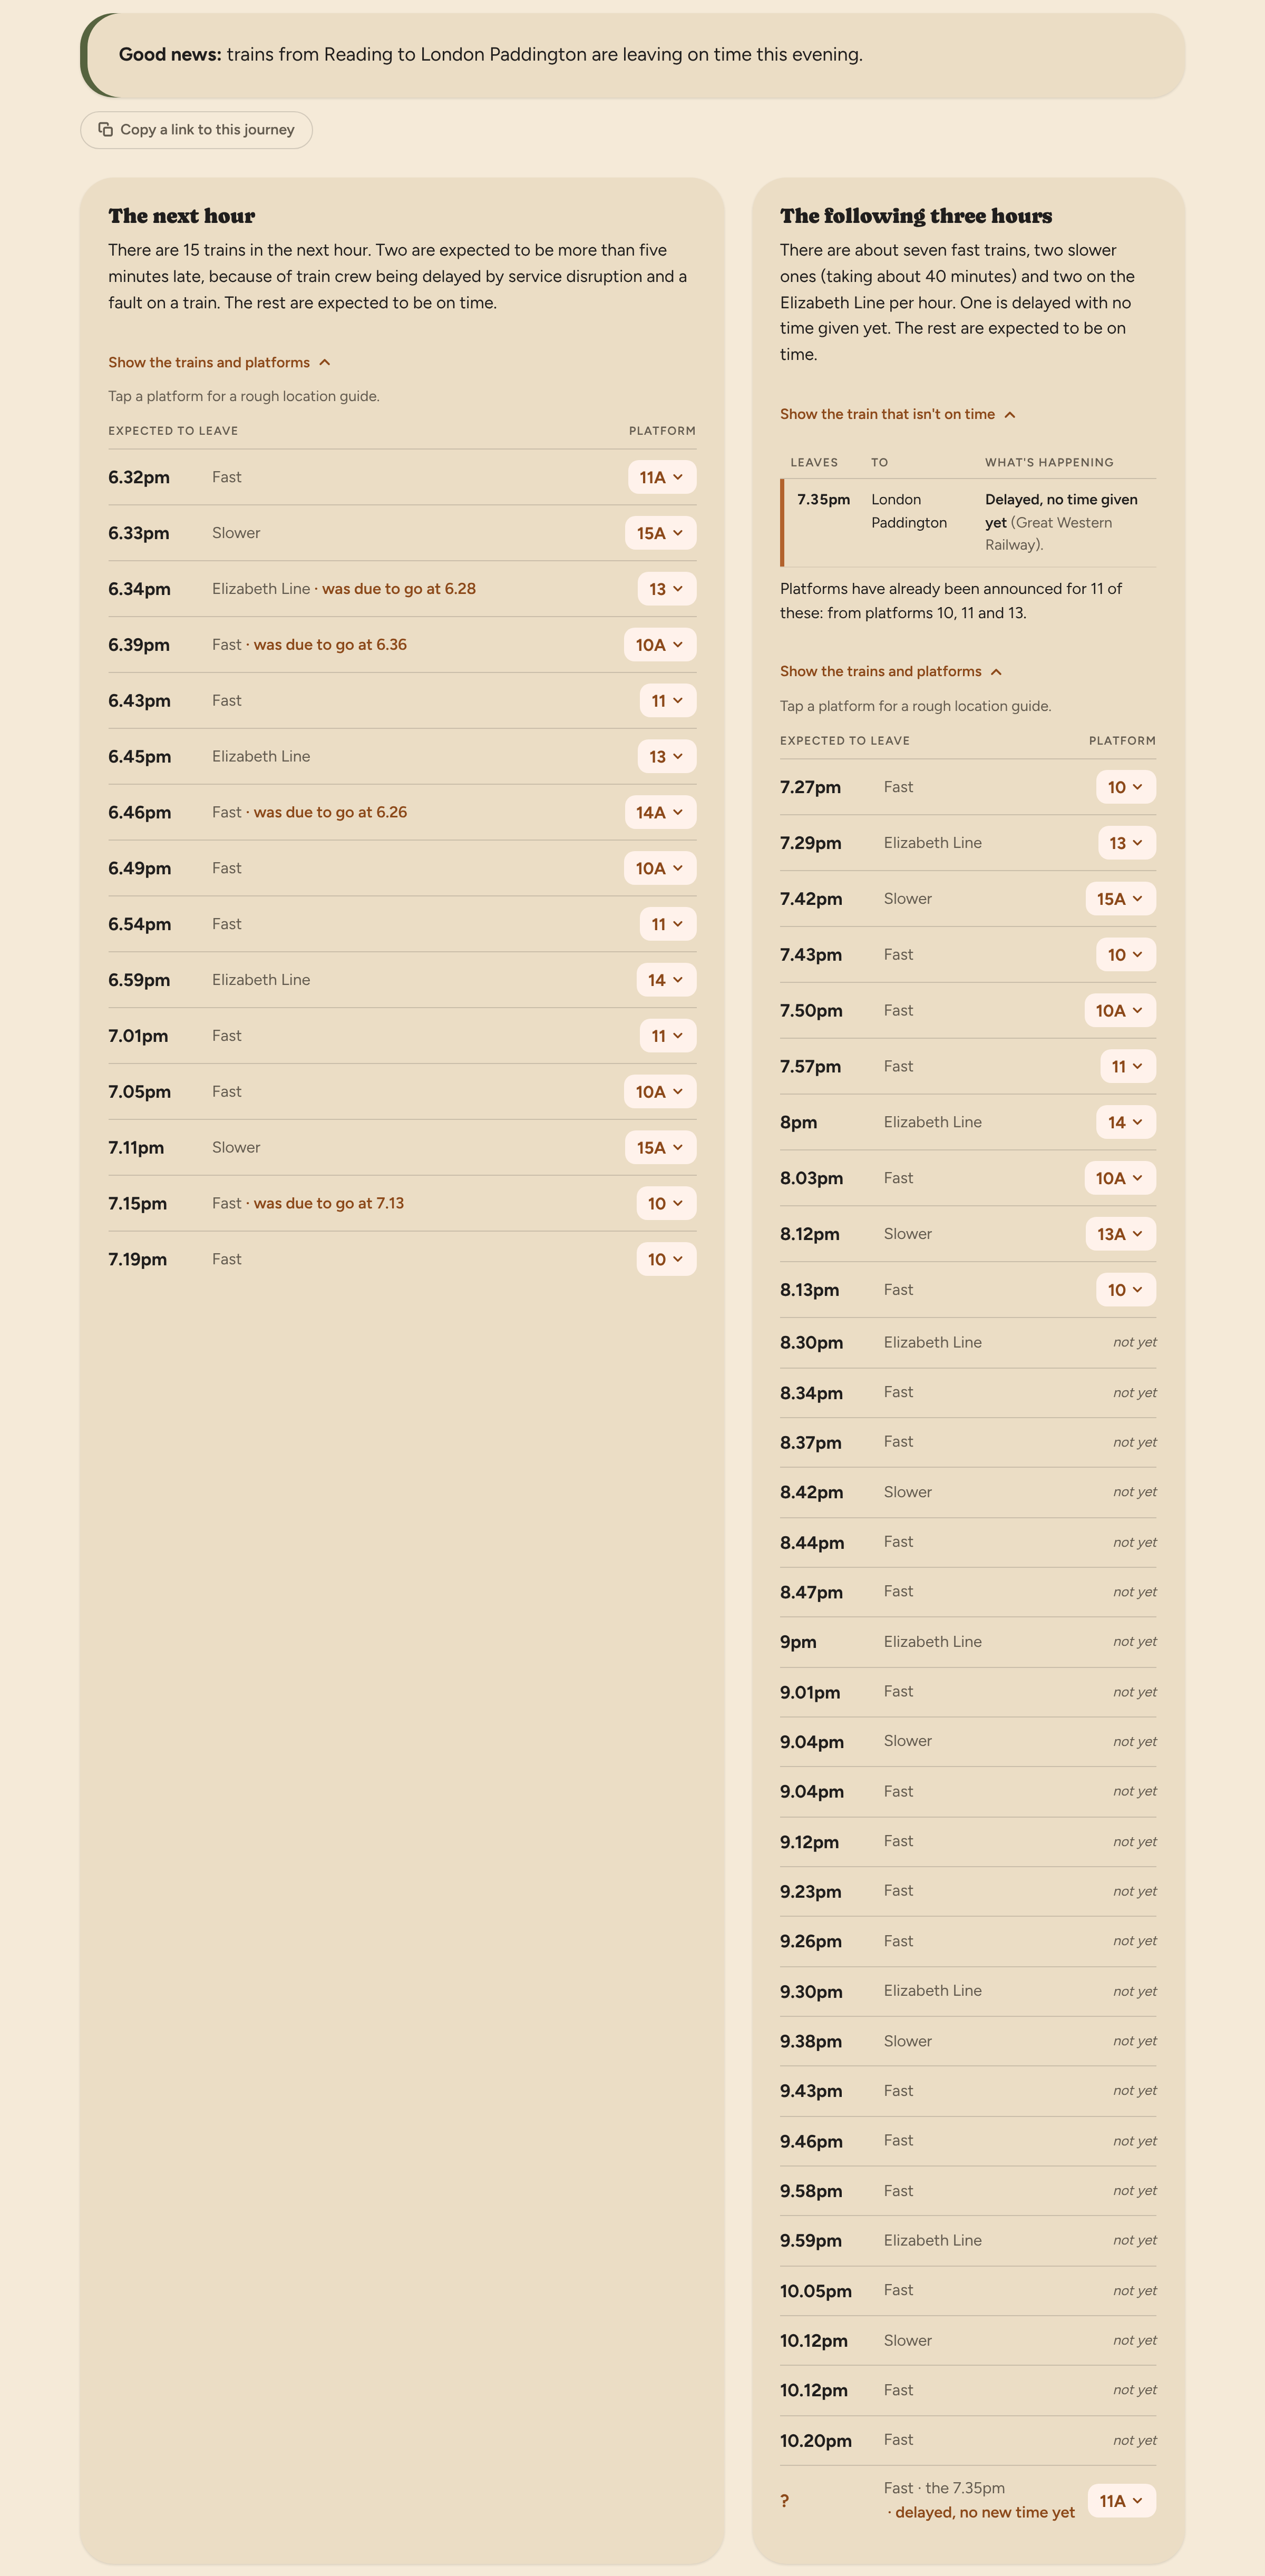 Good news: trains from Reading to London Paddington are leaving on time this evening.
Copy a link to this journey
The next hour
There are 15 trains in the next hour. Two are expected to be more than five
minutes late, because of train crew being delayed by service disruption and a
fault on a train. The rest are expected to be on time.
Show the trains and platforms
Tap a platform for a rough location guide.
EXPECTED TO LEAVE PLATFORM
6.32pm Fast 11A
6.33pm Slower 15A
6.34pm Elizabeth Line · was due to go at 6.28 13
6.39pm Fast · was due to go at 6.36 10A
6.43pm Fast 11
6.45pm Elizabeth Line 13
6.46pm Fast · was due to go at 6.26 14A
6.49pm Fast 10A
6.54pm Fast 11
6.59pm Elizabeth Line 14
7.01pm Fast 11
7.05pm Fast 10A
7.11pm Slower 15A
7.15pm Fast · was due to go at 7.13 10
7.19pm Fast 10
The following three hours
There are about seven fast trains, two slower
ones (taking about 40 minutes) and two on the
Elizabeth Line per hour. One is delayed with no
time given yet. The rest are expected to be on
time.
Show the train that isn't on time
LEAVES TO WHAT'S HAPPENING
7.35pm London Delayed, no time given
Paddington yet (Great Western
Railway).
Platforms have already been announced for 11 of
these: from platforms 10, 11 and 13.
Show the trains and platforms
Tap a platform for a rough location guide.
EXPECTED TO LEAVE PLATFORM
7.27pm Fast 10
7.29pm Elizabeth Line 13
7.42pm Slower 15A
7.43pm Fast 10
7.50pm Fast 10A
7.57pm Fast 11
8pm Elizabeth Line 14
8.03pm Fast 10A
8.12pm Slower 13A
8.13pm Fast 10
8.30pm Elizabeth Line not yet
8.34pm Fast not yet
8.37pm Fast not yet
8.42pm Slower not yet
8.44pm Fast not yet
8.47pm Fast not yet
9pm Elizabeth Line not yet
9.01pm Fast not yet
9.04pm Slower not yet
9.04pm Fast not yet
9.12pm Fast not yet
9.23pm Fast not yet
9.26pm Fast not yet
9.30pm Elizabeth Line not yet
9.38pm Slower not yet
9.43pm Fast not yet
9.46pm Fast not yet
9.58pm Fast not yet
9.59pm Elizabeth Line not yet
10.05pm Fast not yet
10.12pm Slower not yet
10.12pm Fast not yet
10.20pm Fast not yet
? Fast · the 7.35pm 11A
· delayed, no new time yet